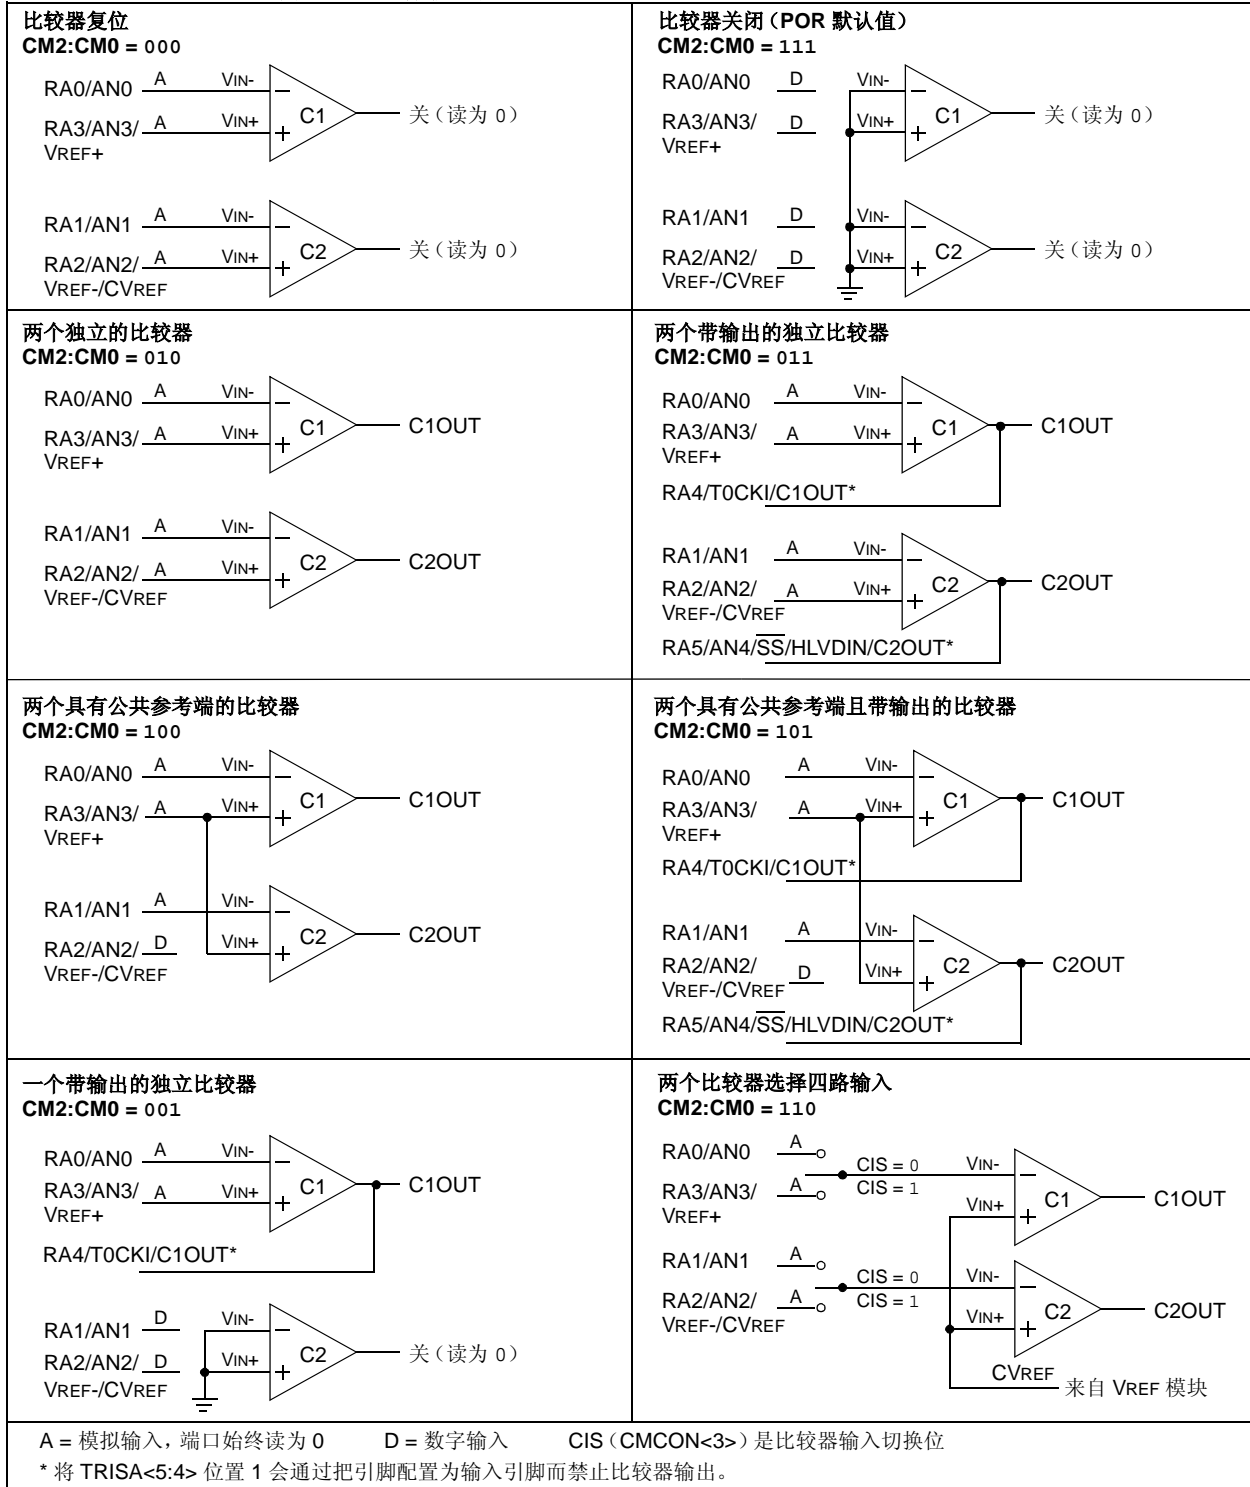 比较器复位
CM2:CM0 = 000
RA0/AN0 A VIN-
C1 关（读为 0）
RA3/AN3/ A VIN+
VREF+
RA1/AN1 A VIN-
C2 关（读为 0）
RA2/AN2/ A VIN+
VREF-/CVREF
比较器关闭（POR 默认值）
CM2:CM0 = 111
RA0/AN0 D VIN-
C1 关（读为 0）
RA3/AN3/ D VIN+
VREF+
RA1/AN1 D VIN-
C2 关（读为 0）
RA2/AN2/ D VIN+
VREF-/CVREF
两个独立的比较器
CM2:CM0 = 010
RA0/AN0 A VIN-
C1 C1OUT
RA3/AN3/ A VIN+
VREF+
RA1/AN1 A VIN-
C2 C2OUT
RA2/AN2/ A VIN+
VREF-/CVREF
两个带输出的独立比较器
CM2:CM0 = 011
RA0/AN0 A VIN-
C1 C1OUT
RA3/AN3/ A VIN+
VREF+
RA4/T0CKI/C1OUT*
RA1/AN1 A VIN-
C2 C2OUT
RA2/AN2/ A VIN+
VREF-/CVREF
RA5/AN4/SS/HLVDIN/C2OUT*
两个具有公共参考端的比较器
CM2:CM0 = 100
RA0/AN0 A VIN-
C1 C1OUT
RA3/AN3/ A VIN+
VREF+
RA1/AN1 A VIN-
C2 C2OUT
RA2/AN2/ D VIN+
VREF-/CVREF
两个具有公共参考端且带输出的比较器
CM2:CM0 = 101
RA0/AN0 A VIN-
C1 C1OUT
RA3/AN3/ A VIN+
VREF+
RA4/T0CKI/C1OUT*
RA1/AN1 A VIN-
C2 C2OUT
RA2/AN2/ D VIN+
VREF-/CVREF
RA5/AN4/SS/HLVDIN/C2OUT*
一个带输出的独立比较器
CM2:CM0 = 001
RA0/AN0 A VIN-
C1 C1OUT
RA3/AN3/ A VIN+
VREF+
RA4/T0CKI/C1OUT*
RA1/AN1 D VIN-
C2 关（读为 0）
RA2/AN2/ D VIN+
VREF-/CVREF
两个比较器选择四路输入
CM2:CM0 = 110
RA0/AN0 A
CIS = 0 VIN-
RA3/AN3/ A CIS = 1
VREF+ VIN+ C1 C1OUT
RA1/AN1 A
CIS = 0 VIN-
RA2/AN2/ A CIS = 1
VREF-/CVREF VIN+ C2 C2OUT
CVREF
来自 VREF 模块
A = 模拟输入，端口始终读为 0 D = 数字输入 CIS（CMCON<3>）是比较器输入切换位
* 将 TRISA<5:4> 位置 1 会通过把引脚配置为输入引脚而禁止比较器输出。